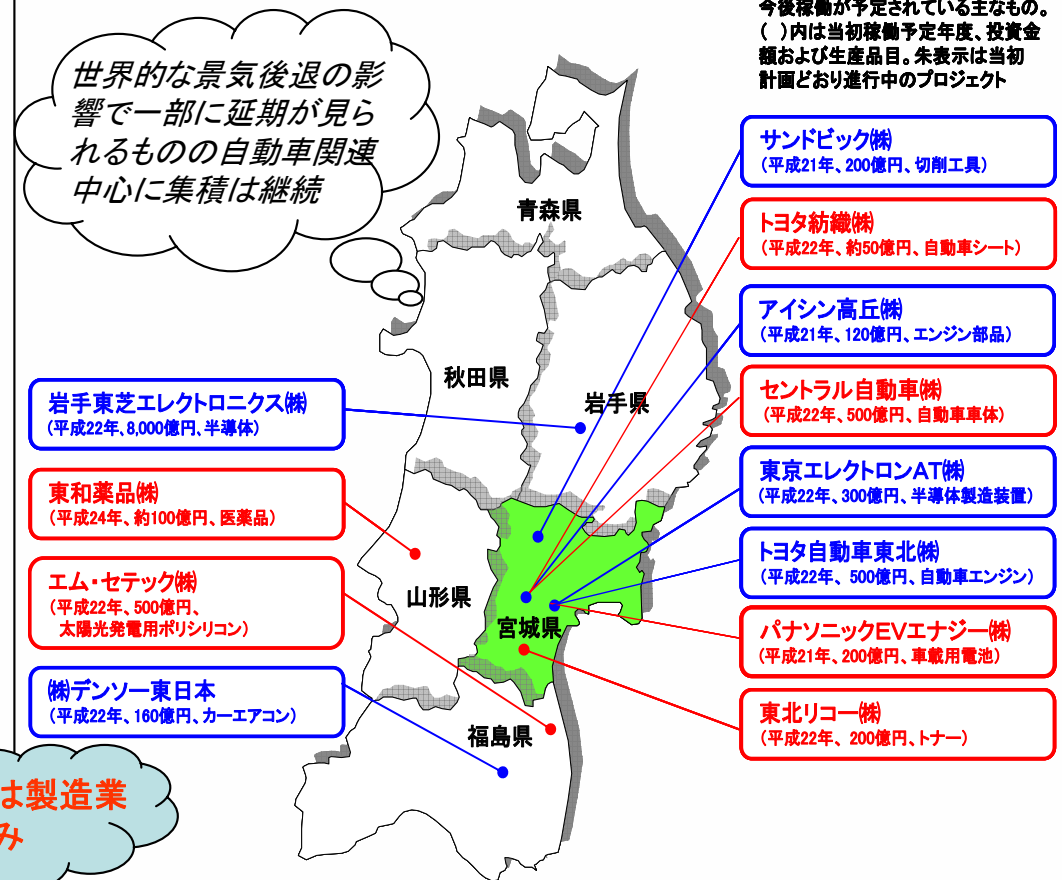 今後稼働が予定されている主なもの。
(　)内は当初稼働予定年度、投資金
額および生産品目。朱表示は当初
計画どおり進行中のプロジェクト
世界的な景気後退の影
響で一部に延期が見ら
れるものの自動車関連
中心に集積は継続
青森県
秋田県
岩手県
山形県
宮城県
福島県
岩手東芝エレクトロニクス㈱
(平成22年、8,000億円、半導体)
東和薬品㈱
(平成24年、約100億円、医薬品)
エム・セテック㈱
(平成22年、500億円、
太陽光発電用ポリシリコン)
㈱デンソー東日本
(平成22年、160億円、カーエアコン)
サンドビック㈱
(平成21年、200億円、切削工具)
トヨタ紡織㈱
(平成22年、約50億円、自動車シート)
アイシン高丘㈱
(平成21年、120億円、エンジン部品)
セントラル自動車㈱
(平成22年、500億円、自動車車体)
東京エレクトロンAT㈱
(平成22年、300億円、半導体製造装置)
トヨタ自動車東北㈱
(平成22年、500億円、自動車エンジン)
パナソニックEVエナジー㈱
(平成21年、200億円、車載用電池)
東北リコー㈱
(平成22年、200億円、トナー)
は製造業
み